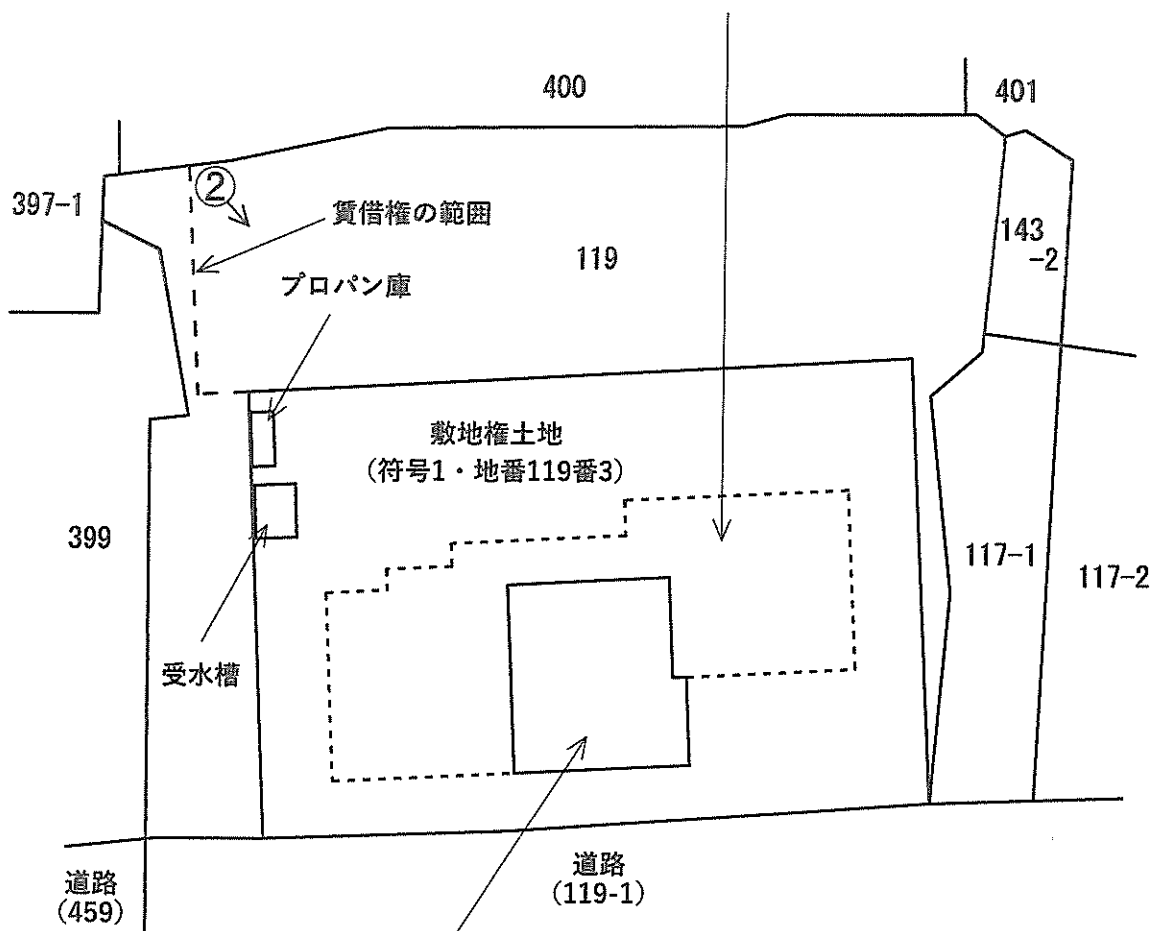 400
401
397-1
②
賃借権の範囲
143
-2
119
プロパン庫
敷地権土地
(符号1・地番119番3)
399
117-1
117-2
受水槽
道路
(119-1)
道路
(459)